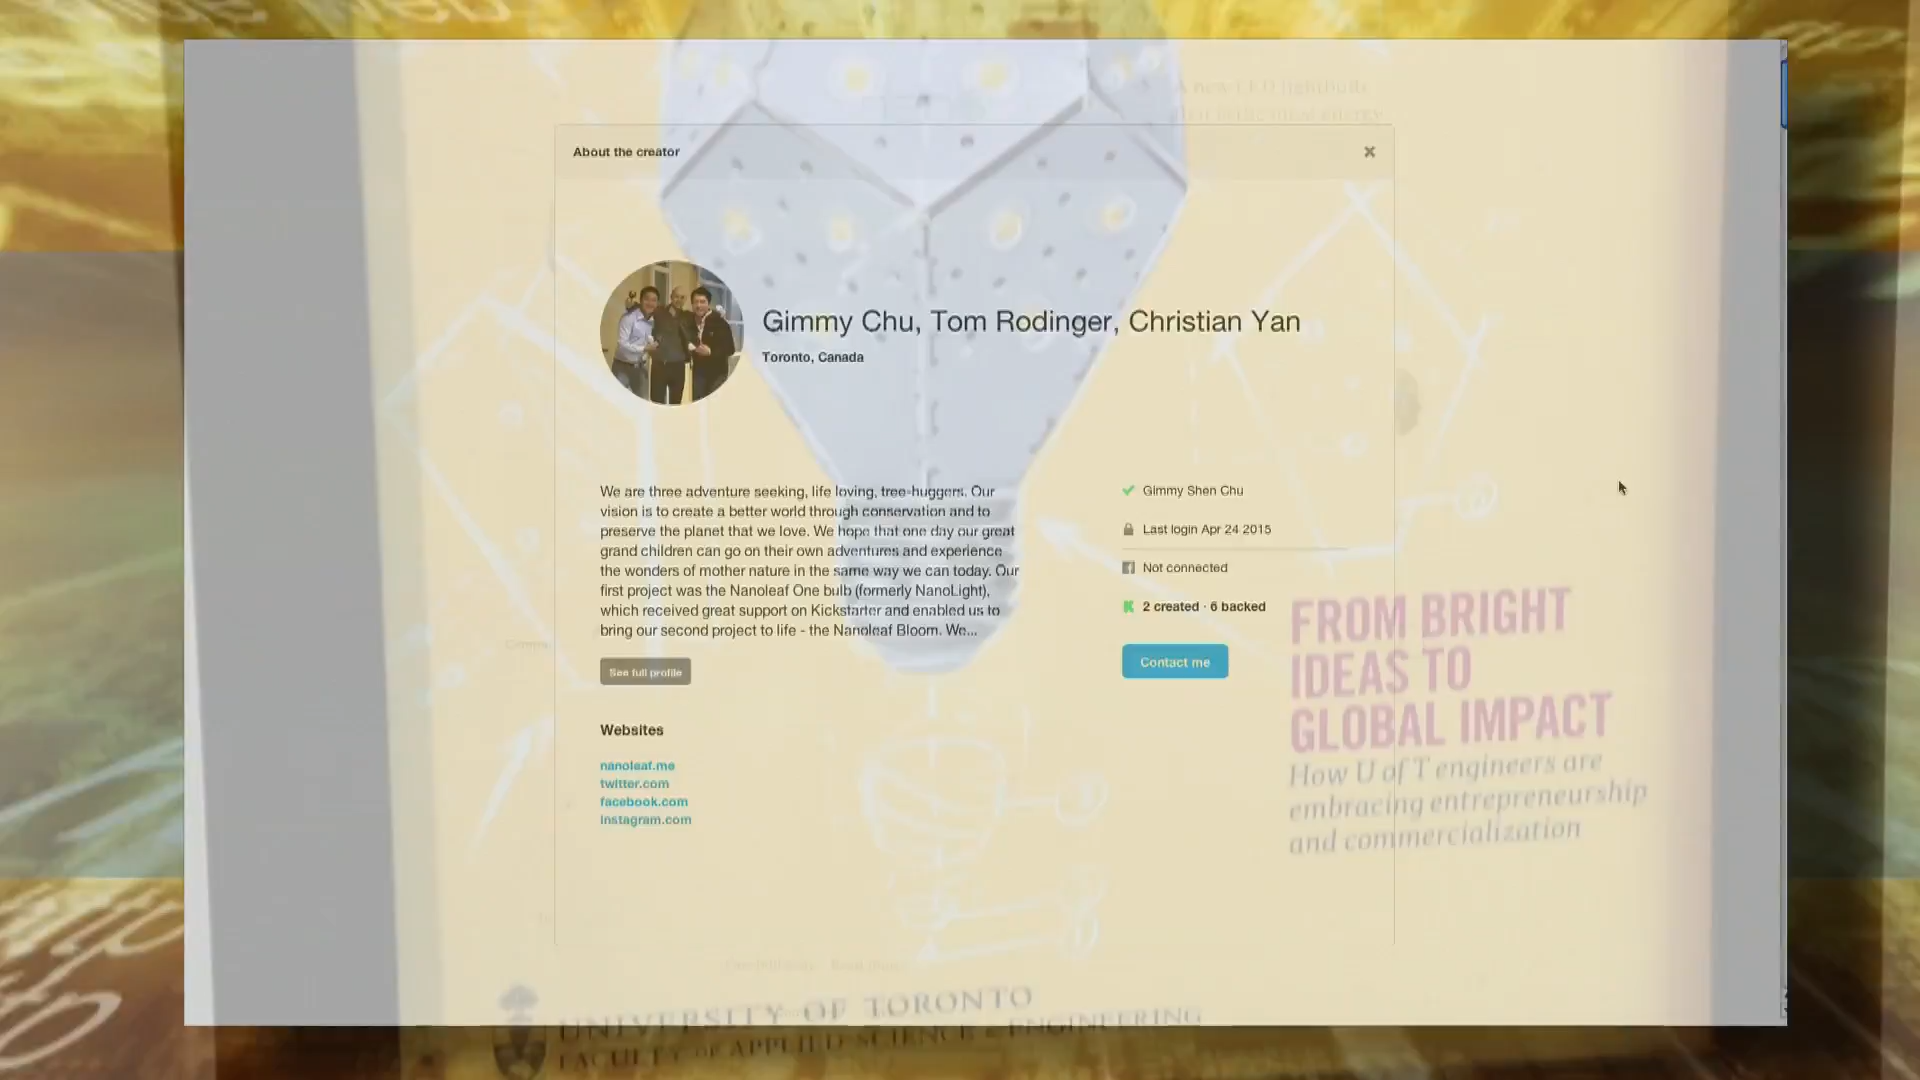 A new LED lightbulb
About the creator
Gimmy Chu, Tom Rodinger, Christian Yan
Toronto, Canada
We are three adventure seeking, life loving, tree-huggers. Our
vision is to create a better world through conservation and to
preserve the planet that we love. We hope that one day our great
grand children can go on their own adventures and experience
the wonders of mother nature in the same way we can today. Our
first project was the Nanoleaf One bulb (formerly NanoLight),
which received great support on Kickstarter and enabled us to
bring our second project to life - the Nanoleaf Bloom. We...
See full profile
Websites
nanoleaf.me
twitter.com
facebook.com
instagram.com
Gimmy Shen Chu
Last login Apr 24 2015
Not connected
2 created · 6 backed
Contact me
FROM BRIGHT
IDEAS TO
GLOBAL IMPACT
How U of T engineers are
embracing entrepreneurship
and commercialization
UNIVERSITY OF TORONTO
FACULTY OF APPLIED SCIENCE & ENGINEERING